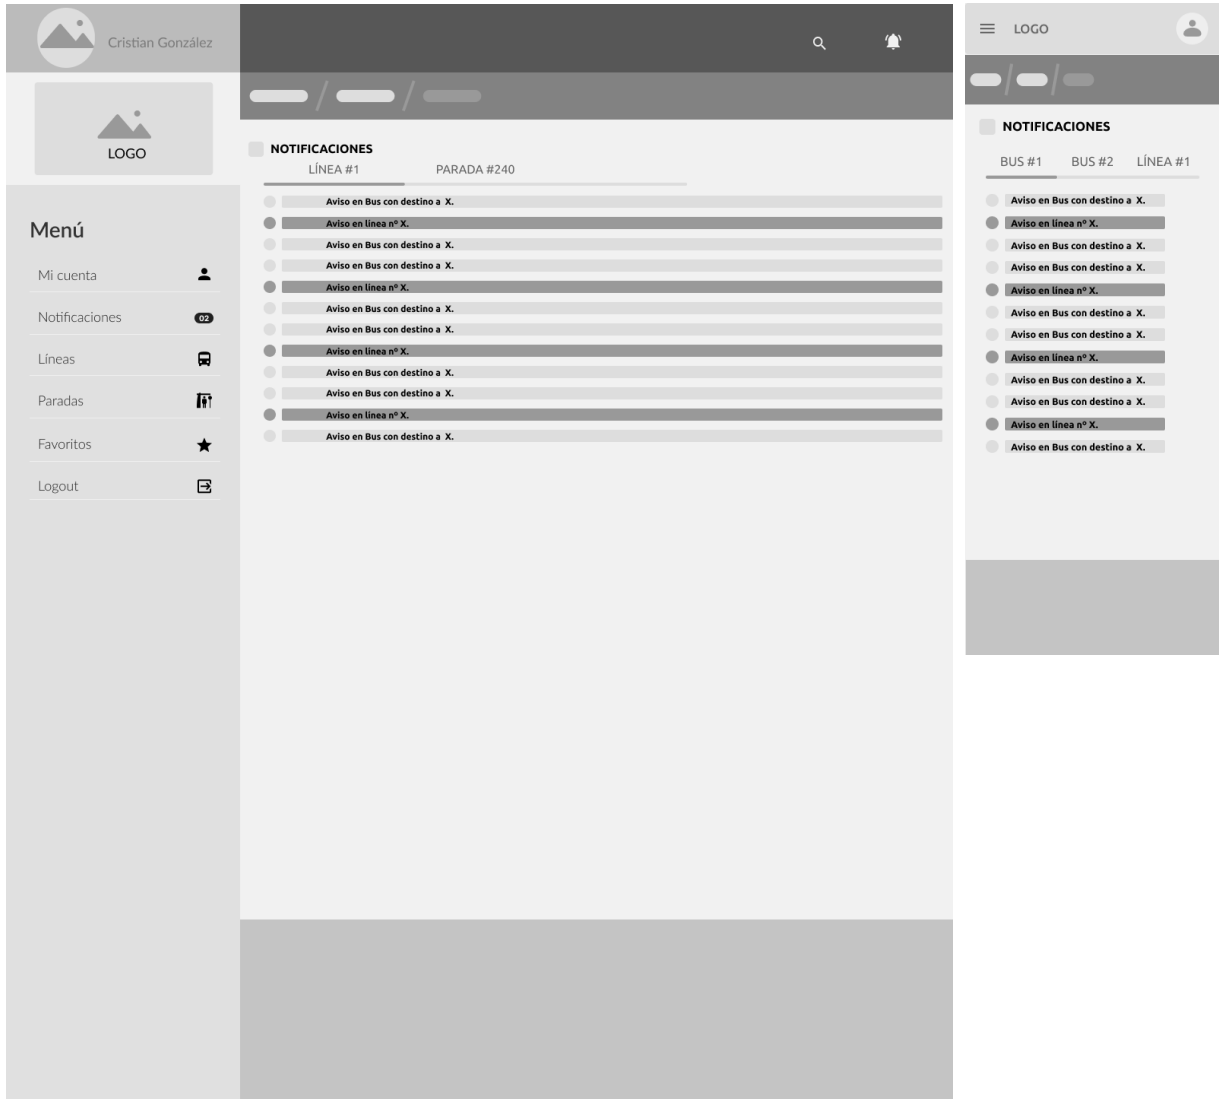 Cristian González
LOGO
Menú
Mi cuenta
Notificaciones 02
Líneas
Paradas
Favoritos
Logout
NOTIFICACIONES
LÍNEA #1 PARADA #240
Aviso en Bus con destino a X.
Aviso en línea nº X.
Aviso en Bus con destino a X.
Aviso en Bus con destino a X.
Aviso en línea nº X.
Aviso en Bus con destino a X.
Aviso en Bus con destino a X.
Aviso en línea nº X.
Aviso en Bus con destino a X.
Aviso en Bus con destino a X.
Aviso en línea nº X.
Aviso en Bus con destino a X.
LOGO
NOTIFICACIONES
BUS #1 BUS #2 LÍNEA #1
Aviso en Bus con destino a X.
Aviso en línea nº X.
Aviso en Bus con destino a X.
Aviso en Bus con destino a X.
Aviso en línea nº X.
Aviso en Bus con destino a X.
Aviso en Bus con destino a X.
Aviso en línea nº X.
Aviso en Bus con destino a X.
Aviso en Bus con destino a X.
Aviso en línea nº X.
Aviso en Bus con destino a X.